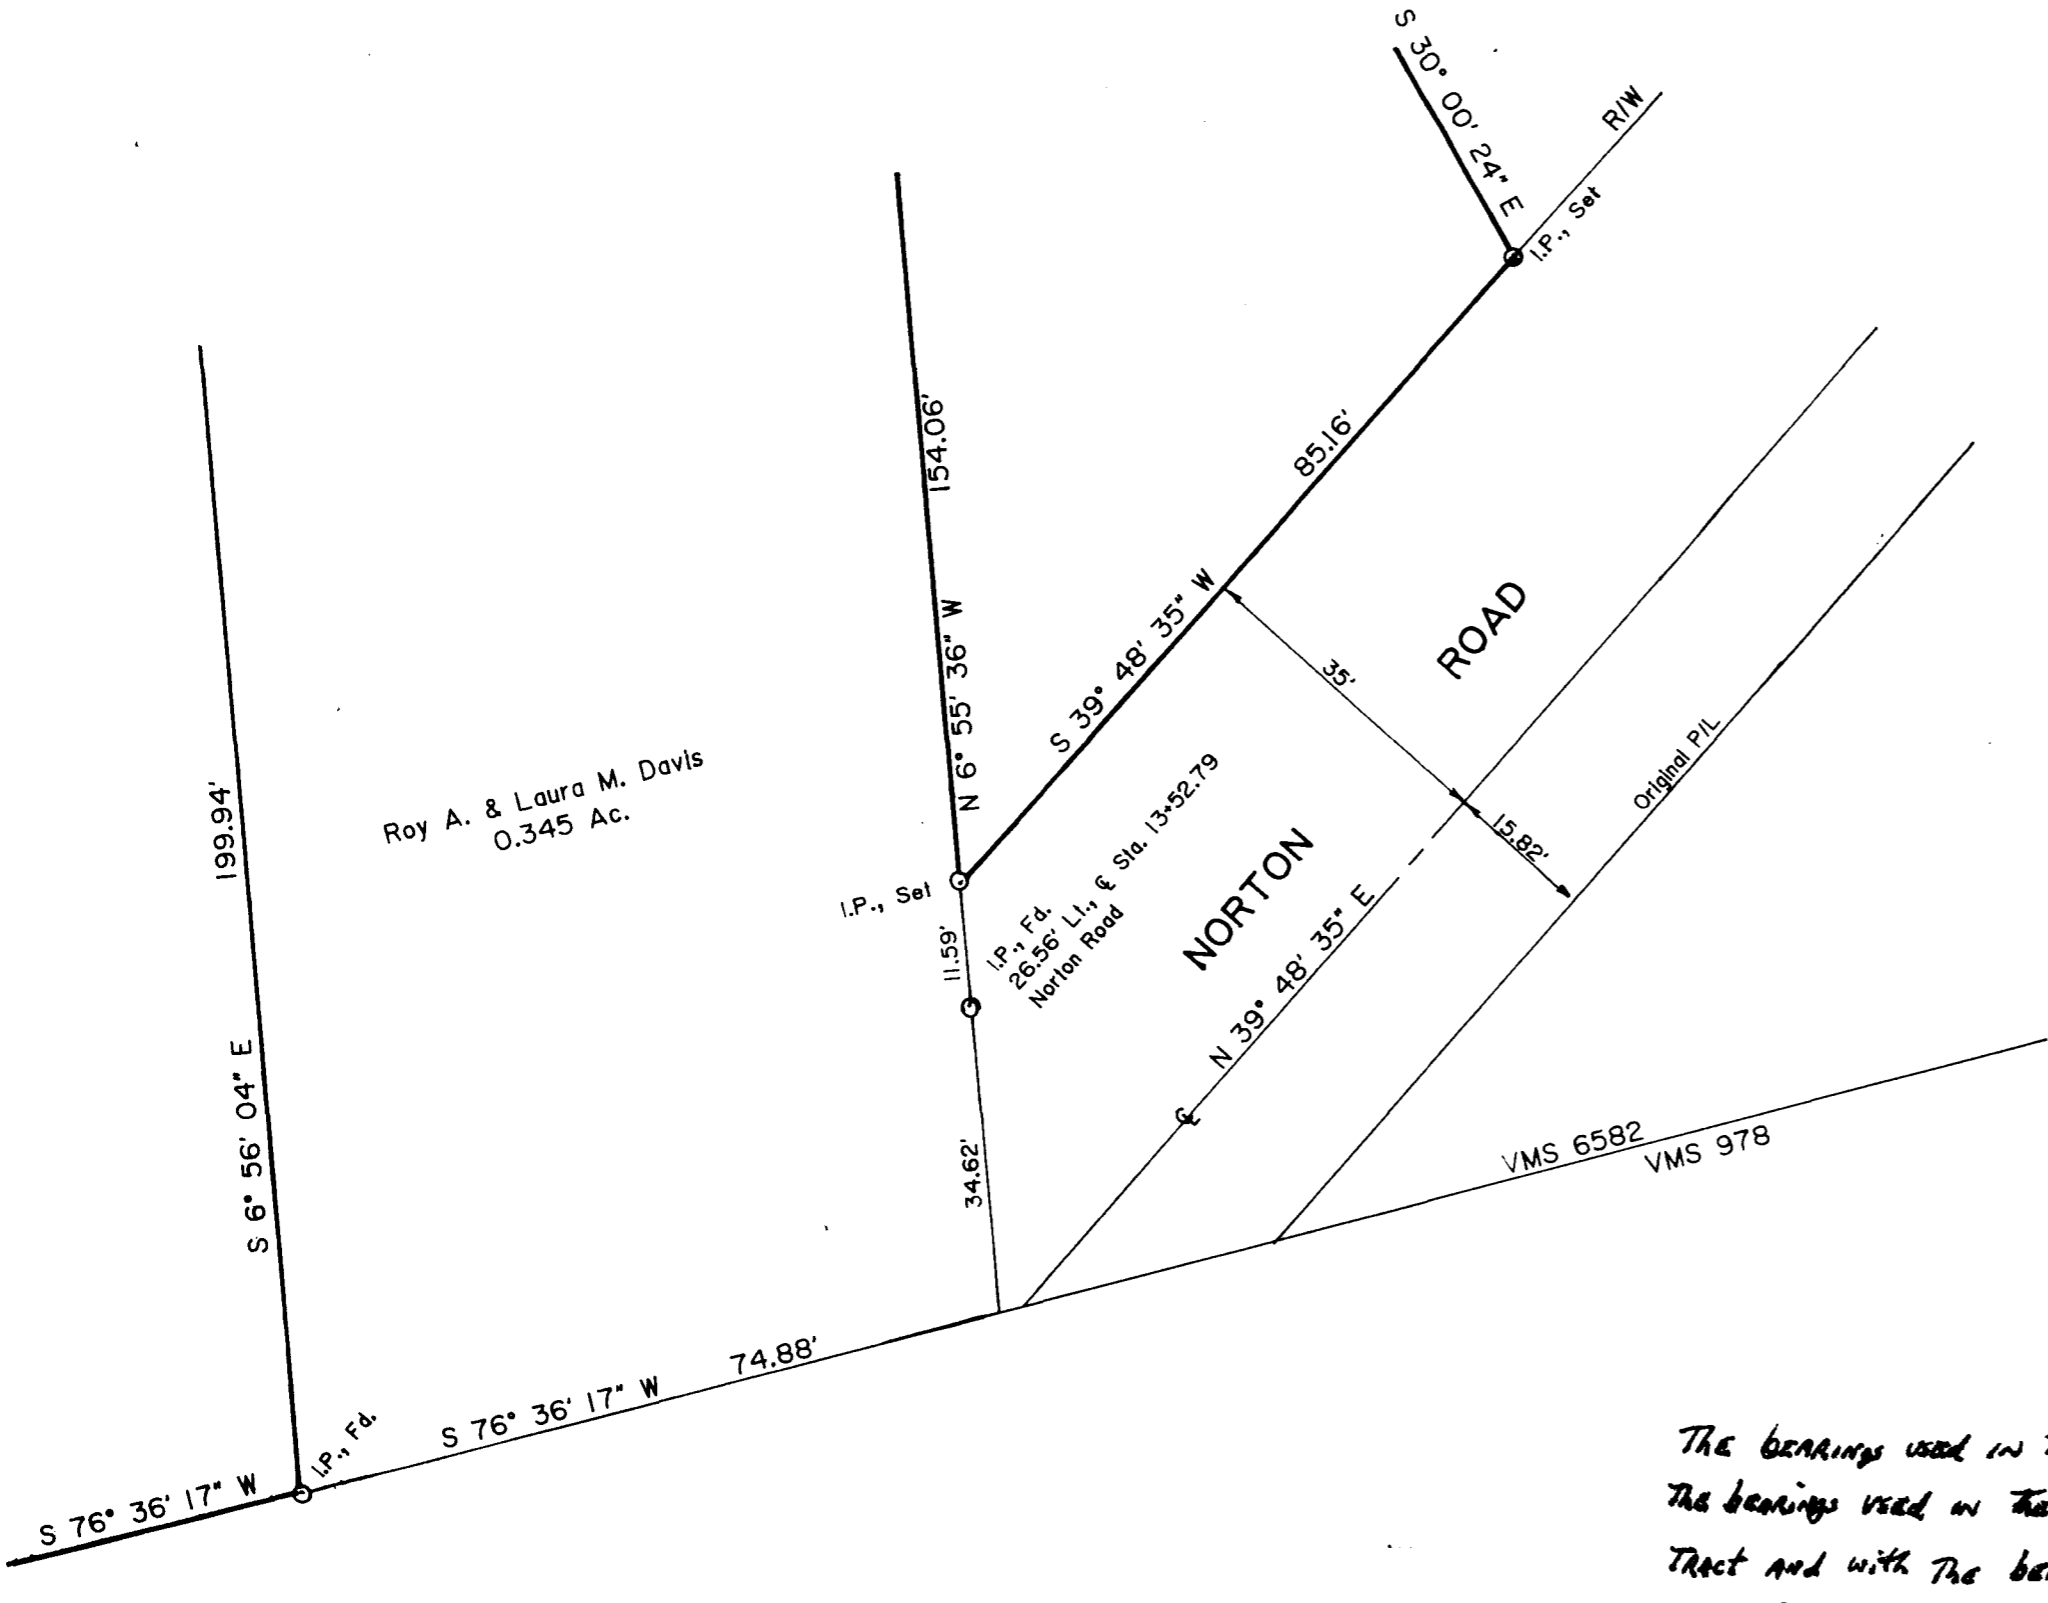 S 30° 00' 24" E
R/W
I.P., Set
154.06'
N 6° 55' 36" W
85.16'
S 39° 48' 35" W
35'
ROAD
NORTON
15.82'
Original P/L
199.94'
S 6° 56' 04" E
Roy A. & Laura M. Davis
0.345 Ac.
I.P., Set
11.59'
I.P., Fd.
26.56' Lt., ℄ Sta. 13+52.79
Norton Road
N 39° 48' 35" E
℄
34.62'
VMS 6582
VMS 978
74.88'
S 76° 36' 17" W
I.P., Fd.
S 76° 36' 17" W
The bearings used in
The bearings used in
Tract and with The